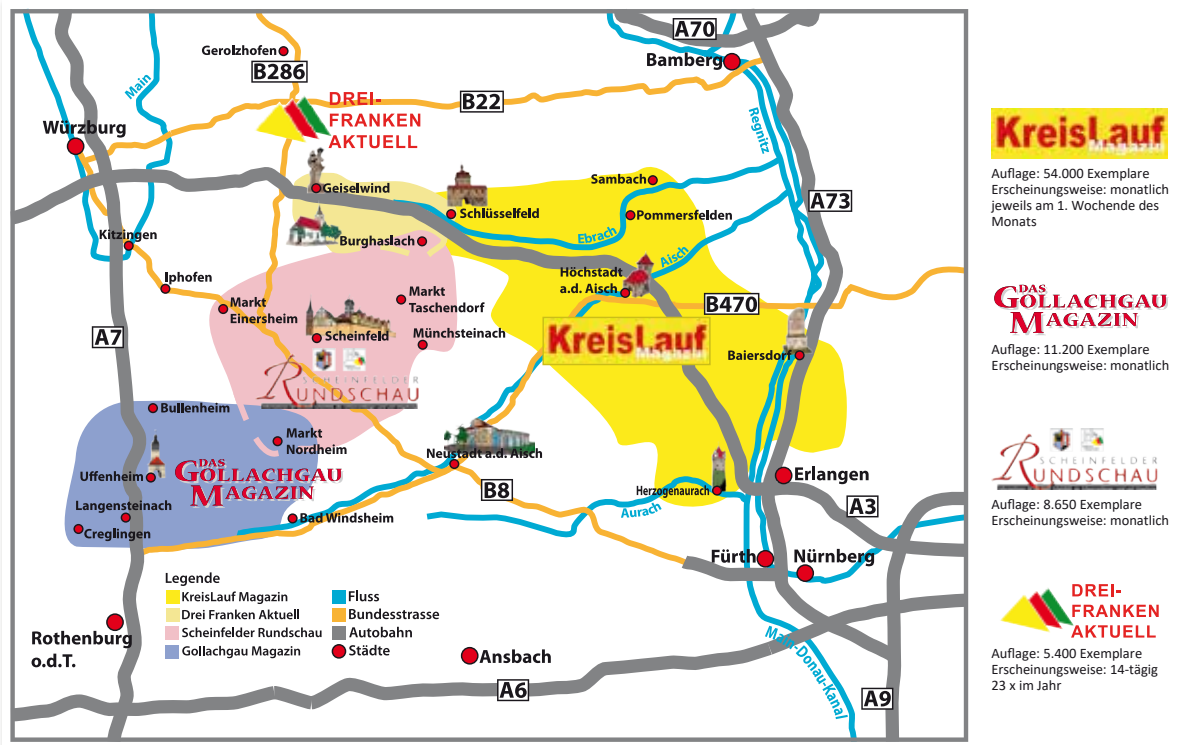 A70
Bamberg
Gerolzhofen
B286
Main
B22
DREI-
FRANKEN
AKTUELL
Regnitz
Würzburg
Geiselwind
Sambach
Schlüsselfeld
Pommersfelden
A73
Kitzingen
Burghaslach
Ebrach
Aisch
Iphofen
Höchstadt
a.d. Aisch
Markt
Einersheim
Markt
Taschendorf
B470
A7
Scheinfeld
Münchsteinach
KreisLauf
Magazin
Baiersdorf
SCHEINFELDER
RUNDSCHAU
Bullenheim
Markt
Nordheim
Uffenheim
DAS
GOLLACHGAU
MAGAZIN
Neustadt a.d. Aisch
Erlangen
B8
Herzogenaurach
Langensteinach
Aurach
A3
Creglingen
Bad Windsheim
Fürth
Nürnberg
Legende
KreisLauf Magazin
Drei Franken Aktuell
Scheinfelder Rundschau
Gollachgau Magazin
Fluss
Bundesstrasse
Autobahn
Städte
Rothenburg
o.d.T.
Ansbach
Main-Donau-Kanal
A6
A9
KreisLauf
Magazin
Auflage: 54.000 Exemplare
Erscheinungsweise: monatlich
jeweils am 1. Wochende des
Monats
DAS
GOLLACHGAU
MAGAZIN
Auflage: 11.200 Exemplare
Erscheinungsweise: monatlich
SCHEINFELDER
RUNDSCHAU
Auflage: 8.650 Exemplare
Erscheinungsweise: monatlich
DREI-
FRANKEN
AKTUELL
Auflage: 5.400 Exemplare
Erscheinungsweise: 14-tägig
23 x im Jahr